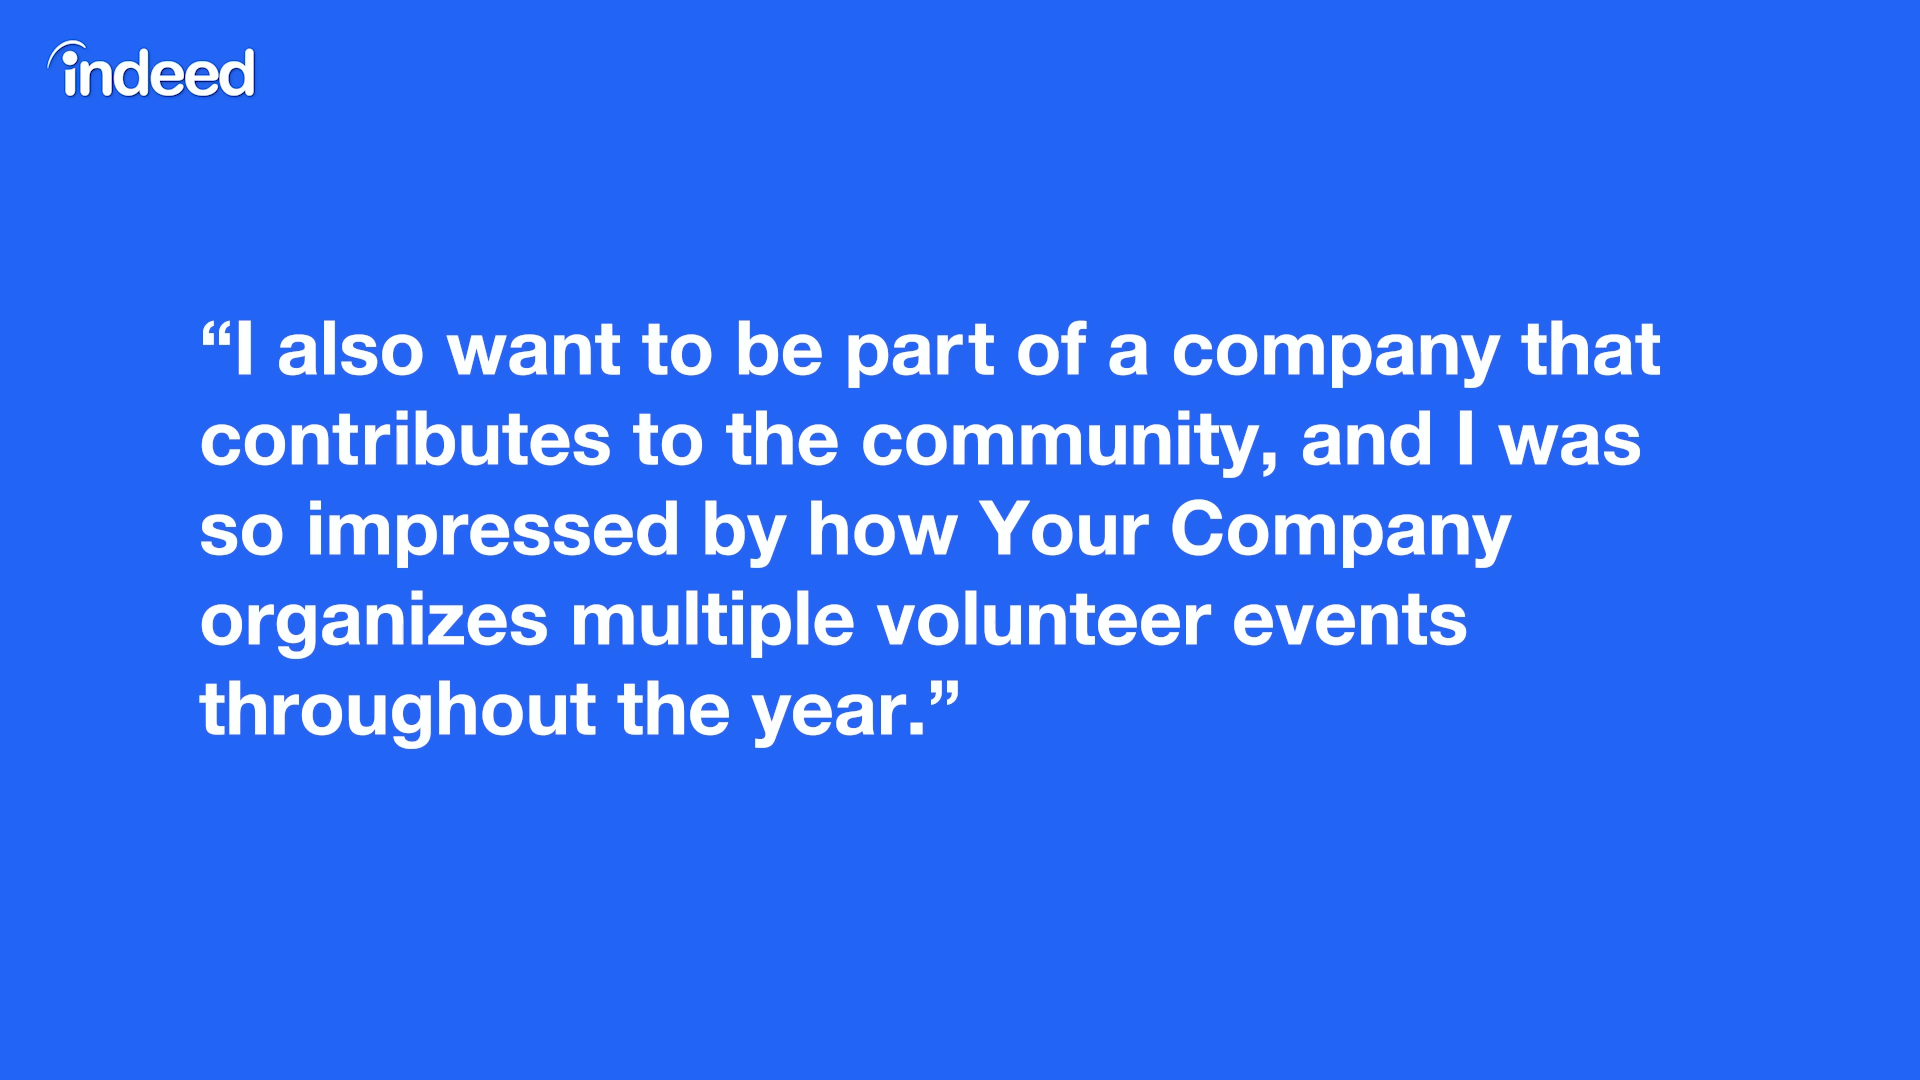 indeed
“I also want to be part of a company that
contributes to the community, and I was
so impressed by how Your Company
organizes multiple volunteer events
throughout the year.”